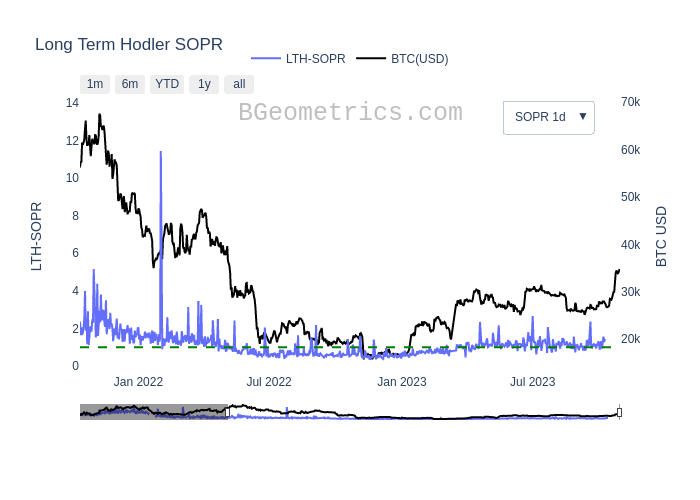 Long Term Hodler SOPR
LTH-SOPR
BTC(USD)
1m 6m YTD 1y all
BGeometrics.com
SOPR 1d ▼
14
12
10
8
6
4
2
0
LTH-SOPR
70k
60k
50k
40k
30k
20k
BTC USD
Jan 2022
Jul 2022
Jan 2023
Jul 2023